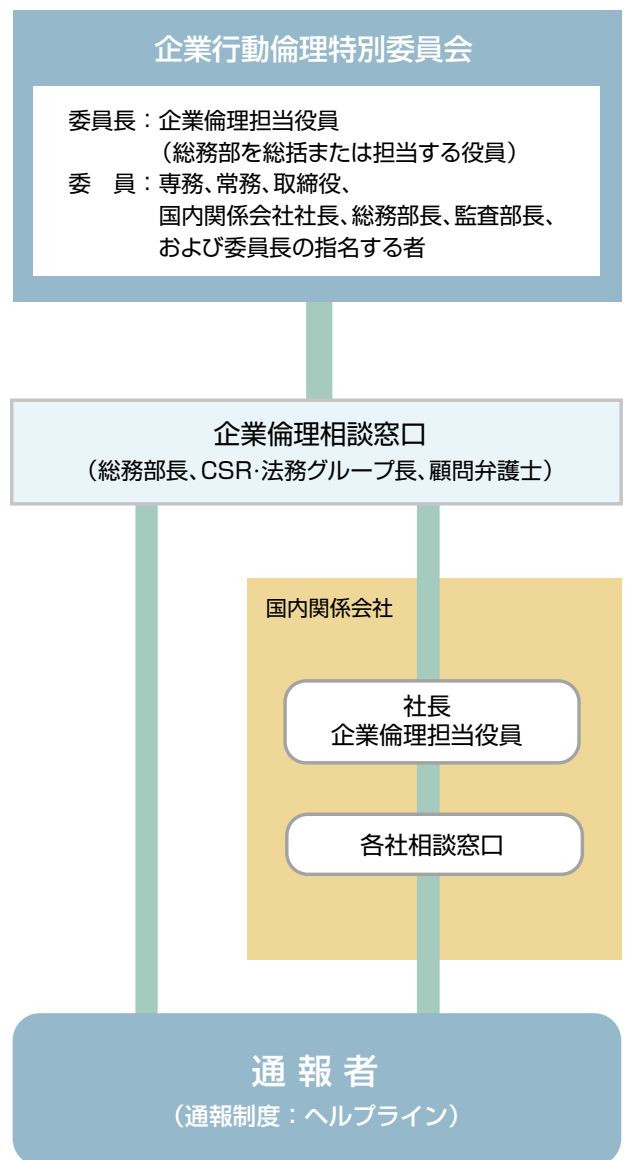 企業行動倫理特別委員会
委員長：企業倫理担当役員
（総務部を総括または担当する役員）
委　員：専務、常務、取締役、
国内関係会社社長、総務部長、監査部長、
および委員長の指名する者
企業倫理相談窓口
（総務部長、CSR・法務グループ長、顧問弁護士）
国内関係会社
社長
企業倫理担当役員
各社相談窓口
通 報 者
（通報制度：ヘルプライン）